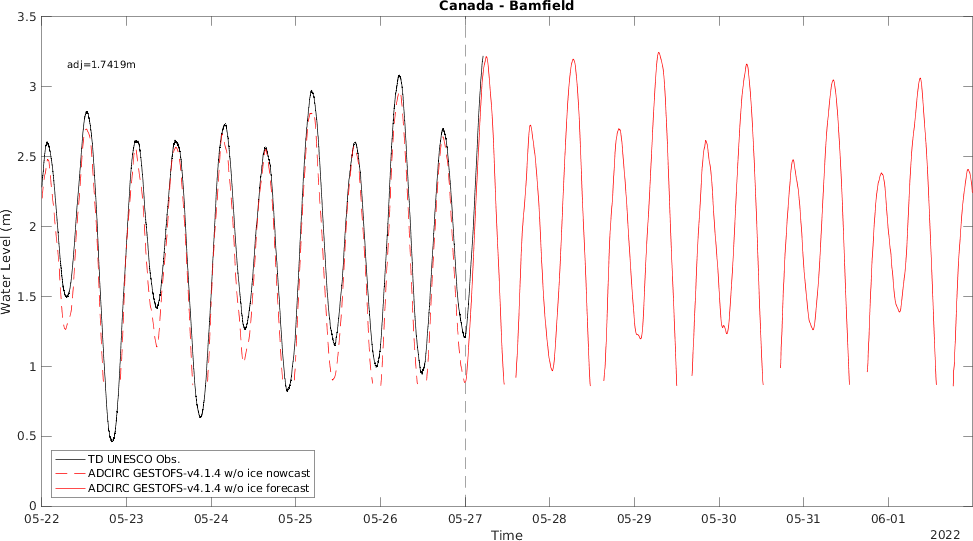 Canada - Bamfield
3.5
adj=1.7419m
3
2.5
2
1.5
1
0.5
0
Water Level (m)
TD UNESCO Obs.
ADCIRC GESTOFS-v4.1.4 w/o ice nowcast
ADCIRC GESTOFS-v4.1.4 w/o ice forecast
05-22 05-23 05-24 05-25 05-26 05-27 05-28 05-29 05-30 05-31 06-01
Time
2022